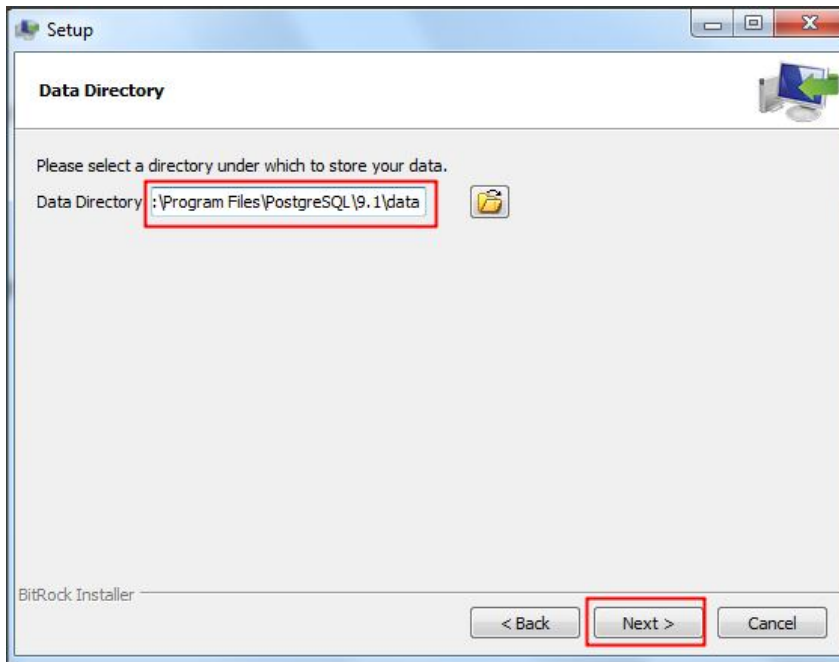 Setup
Data Directory
Please select a directory under which to store your data.
Data Directory :\Program Files\PostgreSQL\9.1\data
BitRock Installer
< Back Next > Cancel